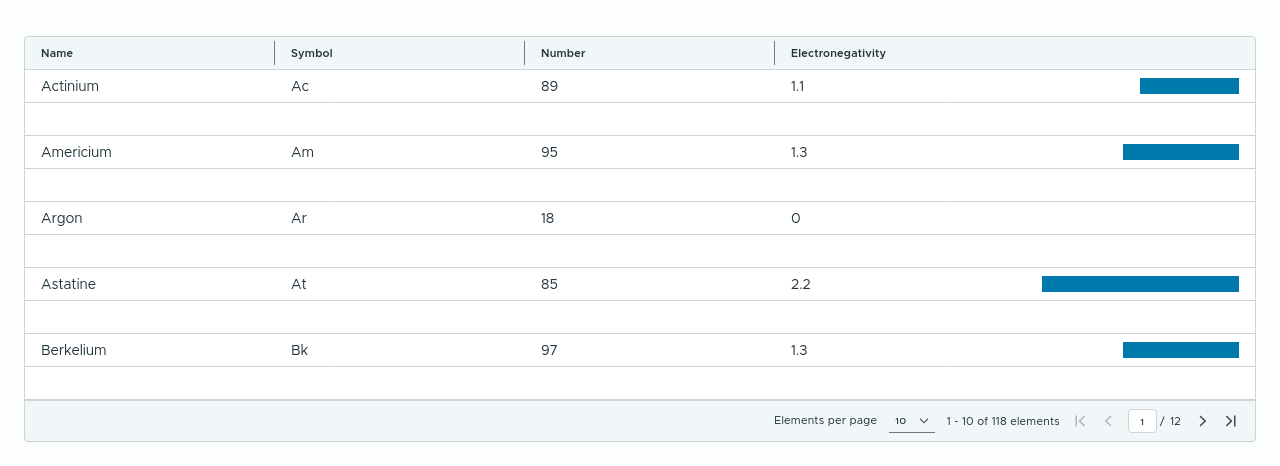 Name Symbol Number Electronegativity
Actinium Ac 89 1.1
Americium Am 95 1.3
Argon Ar 18 0
Astatine At 85 2.2
Berkelium Bk 97 1.3
Elements per page 10 1 - 10 of 118 elements 1 / 12